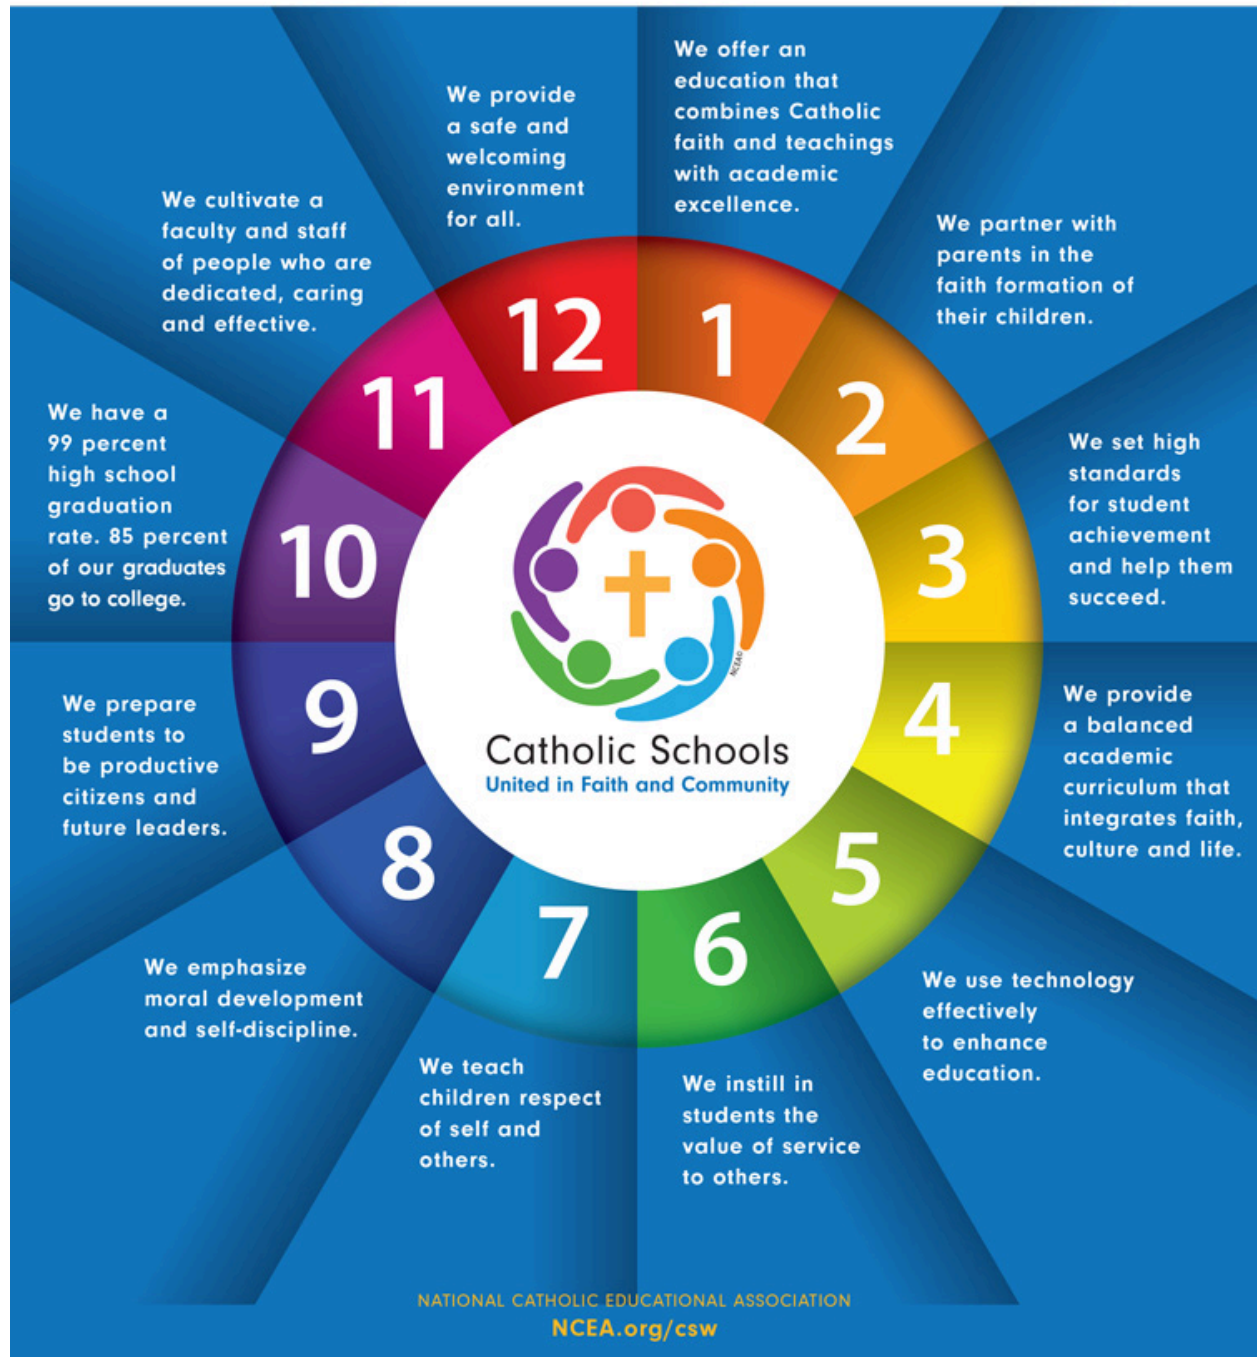 1
We offer an
education that
combines Catholic
faith and teachings
with academic
excellence.
2
We partner with
parents in the
faith formation of
their children.
3
We set high
standards
for student
achievement
and help them
succeed.
4
We provide
a balanced
academic
curriculum that
integrates faith,
culture and life.
5
We use technology
effectively
to enhance
education.
6
We instill in
students the
value of service
to others.
7
We teach
children respect
of self and
others.
8
We emphasize
moral development
and self-discipline.
9
We prepare
students to
be productive
citizens and
future leaders.
10
We have a
99 percent
high school
graduation
rate. 85 percent
of our graduates
go to college.
11
We cultivate a
faculty and staff
of people who are
dedicated, caring
and effective.
12
We provide
a safe and
welcoming
environment
for all.
NCEA©
Catholic Schools
United in Faith and Community
NATIONAL CATHOLIC EDUCATIONAL ASSOCIATION
NCEA.org/csw